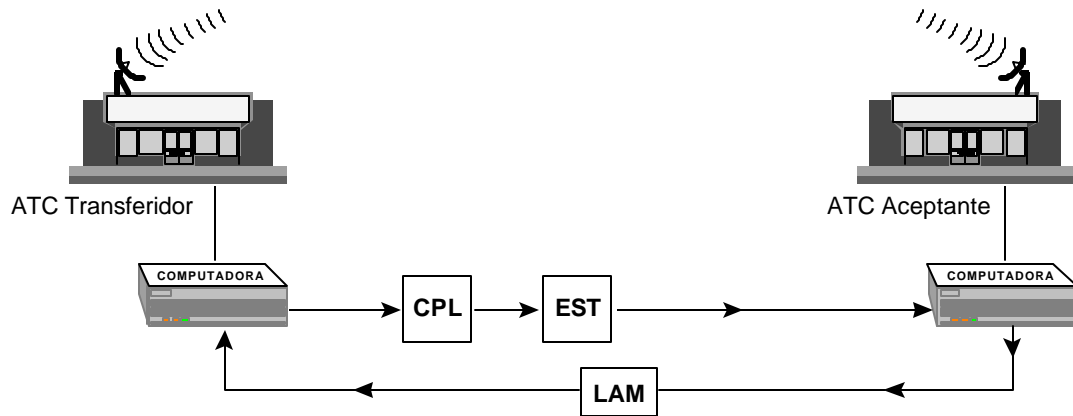 ATC Transferidor
ATC Aceptante
COMPUTADORA
COMPUTADORA
CPL
EST
LAM